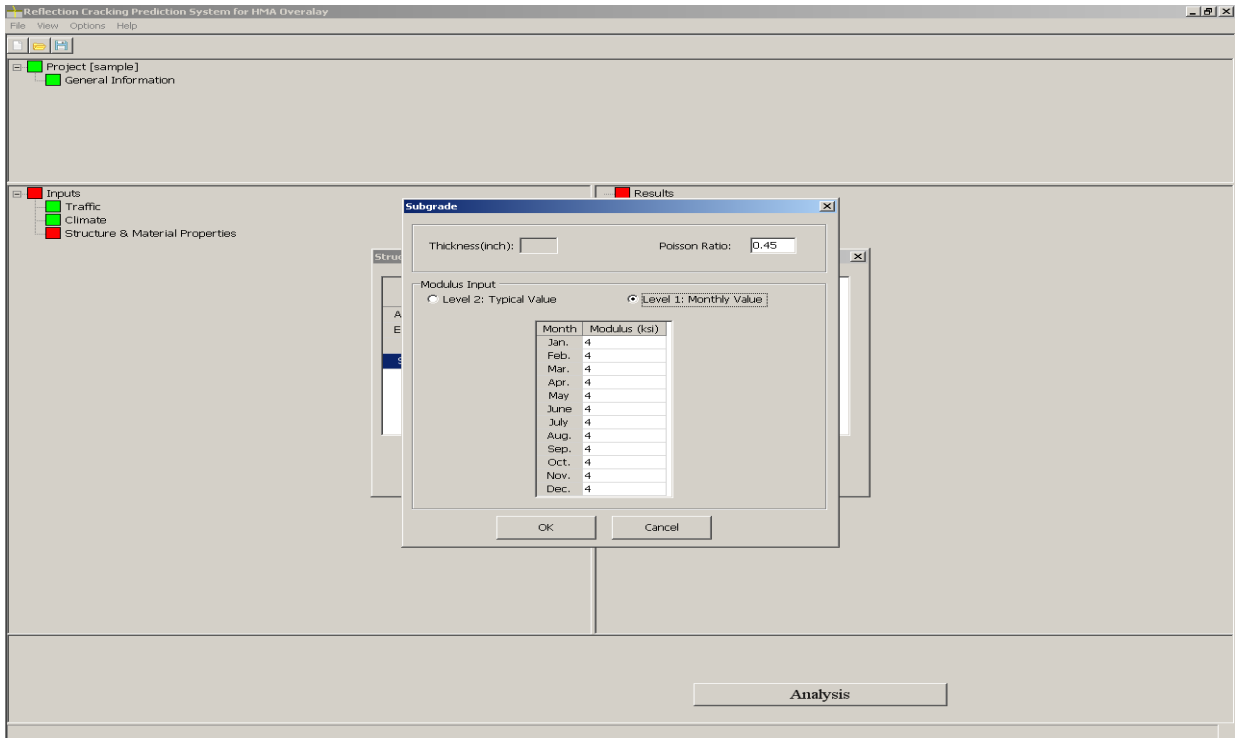 Reflection Cracking Prediction System for HMA Overalay
File View Options Help
Project [sample]
General Information
Inputs
Traffic
Climate
Structure & Material Properties
Results
Struc
A
E
S
Subgrade
Thickness(inch):
Poisson Ratio: 0.45
Modulus Input
Level 2: Typical Value Level 1: Monthly Value
Month Modulus (ksi)
Jan. 4
Feb. 4
Mar. 4
Apr. 4
May 4
June 4
July 4
Aug. 4
Sep. 4
Oct. 4
Nov. 4
Dec. 4
OK Cancel
Analysis